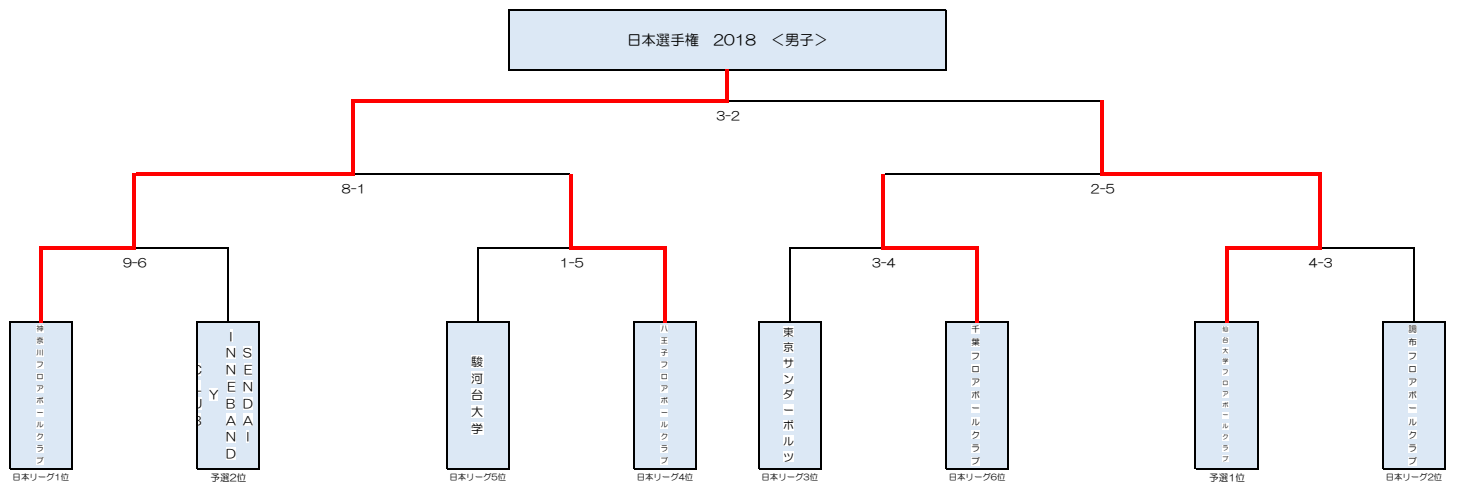 日本選手権　2018　＜男子＞
3-2
8-1
2-5
9-6
1-5
3-4
4-3
神奈川フロアボールクラブ
SENDAI
INNEBAND
Y
CLUB
駿河台大学
八王子フロアボールクラブ
東京サンダーボルツ
千葉フロアボールクラブ
仙台大学フロアボールクラブ
調布フロアボールクラブ
日本リーグ1位
予選2位
日本リーグ5位
日本リーグ4位
日本リーグ3位
日本リーグ6位
予選1位
日本リーグ2位